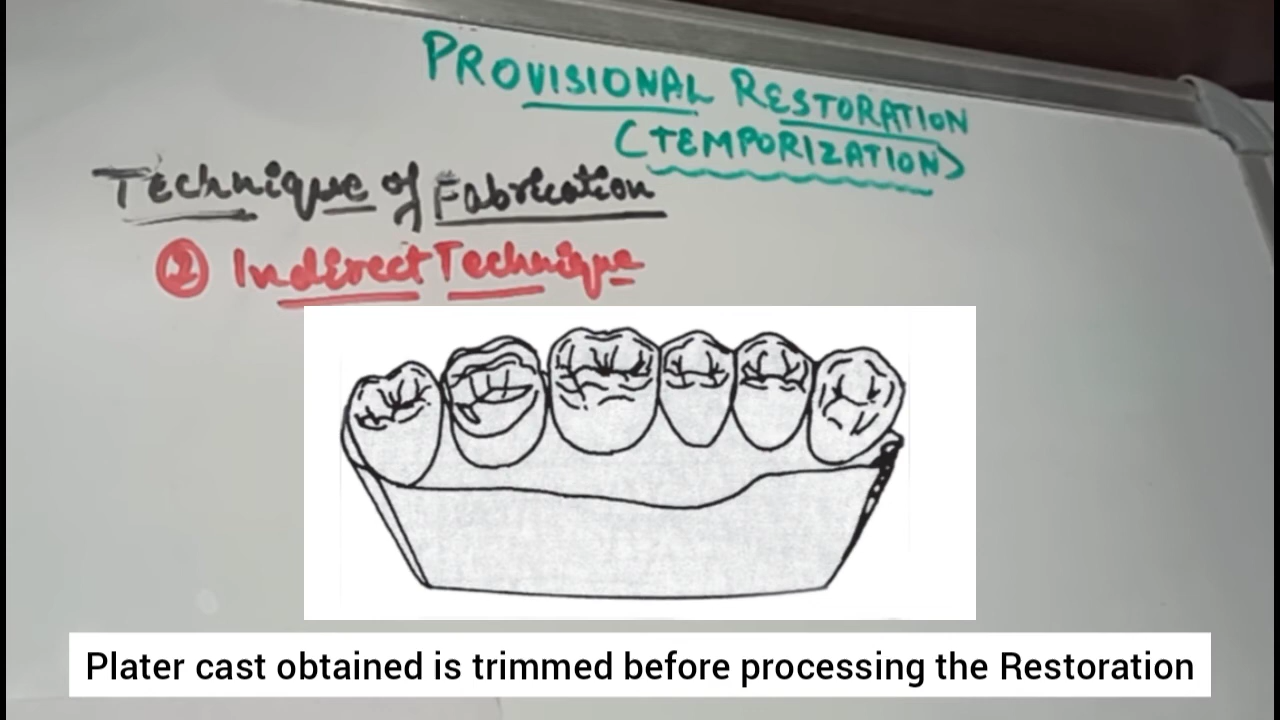 PROVISIONAL RESTORATION
(TEMPORIZATION)
Technique of Fabrication
② Indirect Technique
Plater cast obtained is trimmed before processing the Restoration